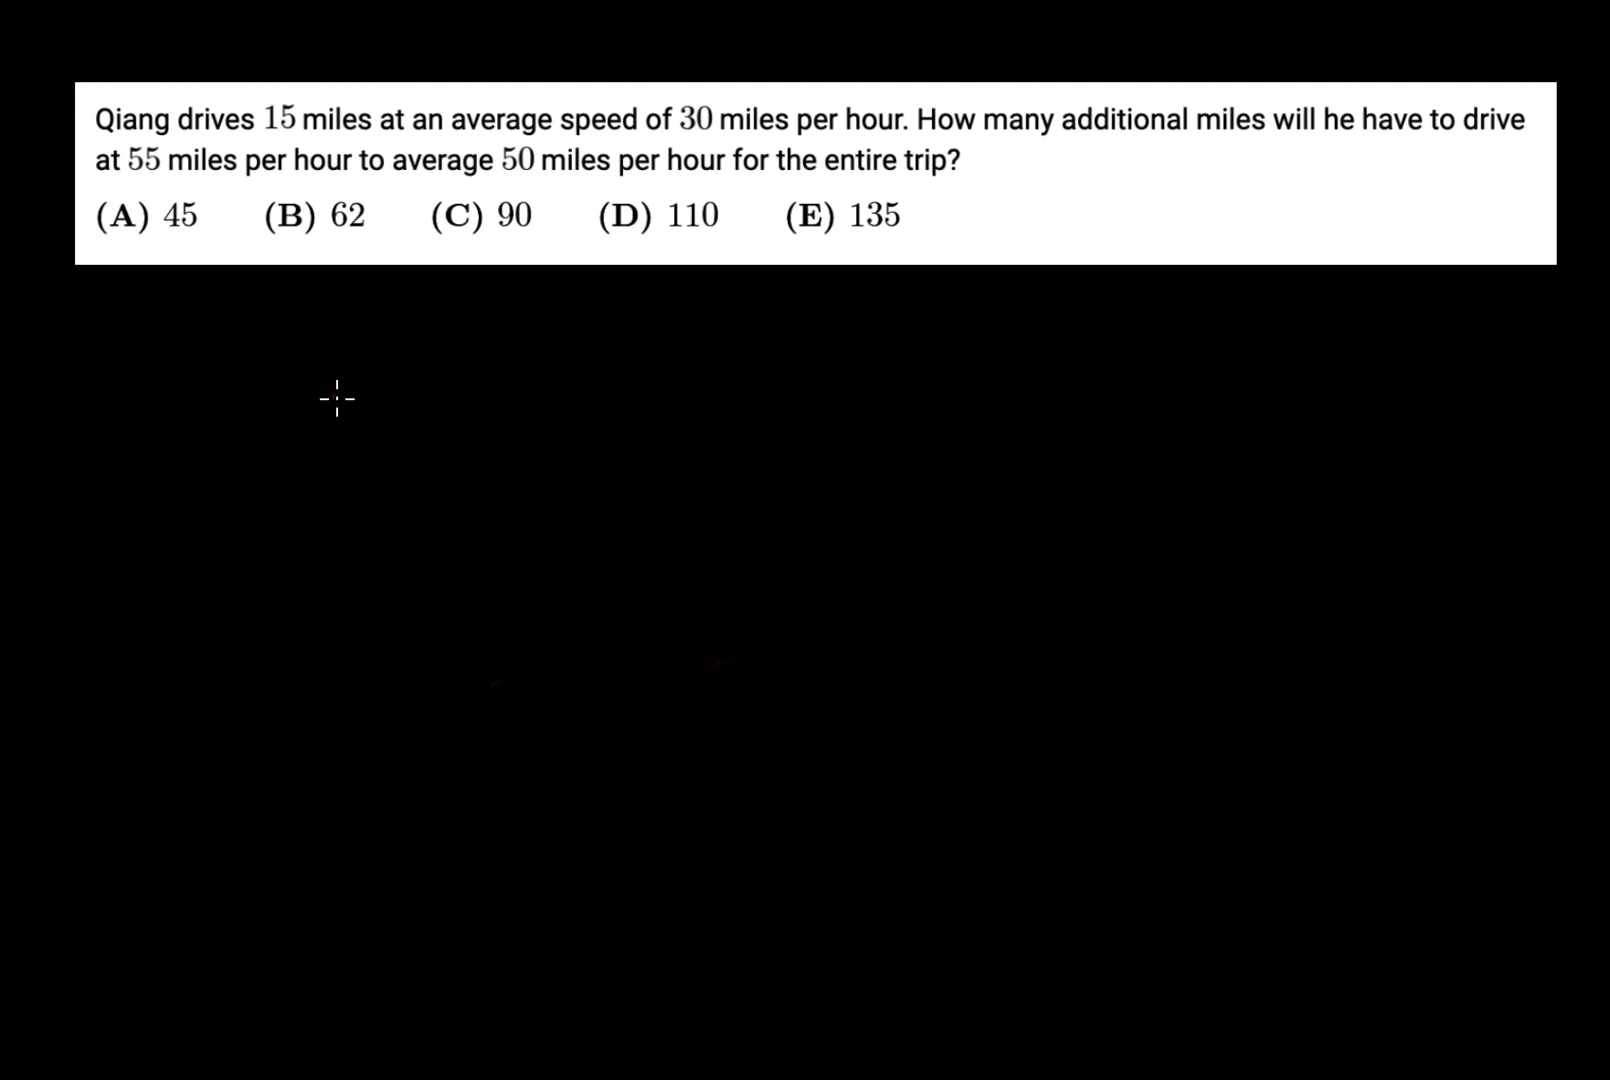 Qiang drives 15 miles at an average speed of 30 miles per hour. How many additional miles will he have to drive
at 55 miles per hour to average 50 miles per hour for the entire trip?
(A) 45 (B) 62 (C) 90 (D) 110 (E) 135